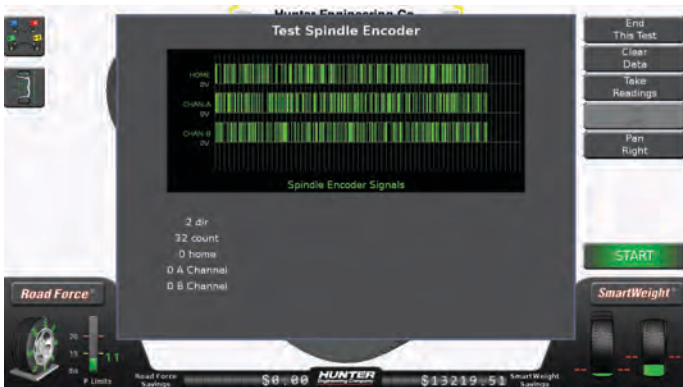 Hunter Engineering Co
Test Spindle Encoder
HOME
0V
CHAN-A
0V
CHAN-B
0V
Spindle Encoder Signals
2 dir
32 count
0 home
0 A Channel
0 B Channel
End
This Test
Clear
Data
Take
Readings
Pan
Right
START
Road Force®
20
11
P Limits
Road Force
Savings
$0.00
HUNTER
Engineering Company
$13219.51
SmartWeight
Savings
SmartWeight®